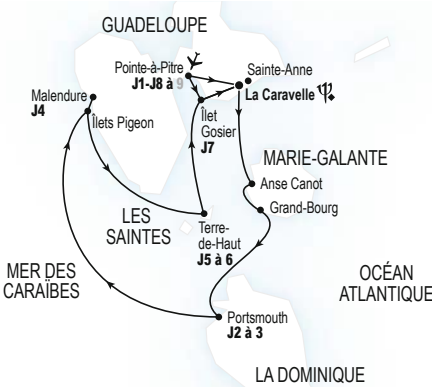 GUADELOUPE
Pointe-à-Pitre
J1-J8 à 9
Sainte-Anne
La Caravelle
Malendure
J4
Îlets Pigeon
Îlet
Gosier
J7
MARIE-GALANTE
Anse Canot
Grand-Bourg
LES
SAINTES
Terre-
de-Haut
J5 à 6
MER DES
CARAÏBES
OCÉAN
ATLANTIQUE
Portsmouth
J2 à 3
LA DOMINIQUE